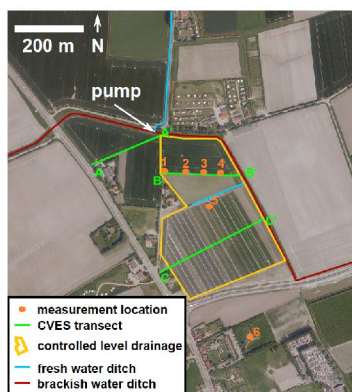 200 m
N
pump
A'
A
1 2 3 4
B B'
5
C'
C
6
measurement location
CVES transect
controlled level drainage
fresh water ditch
brackish water ditch